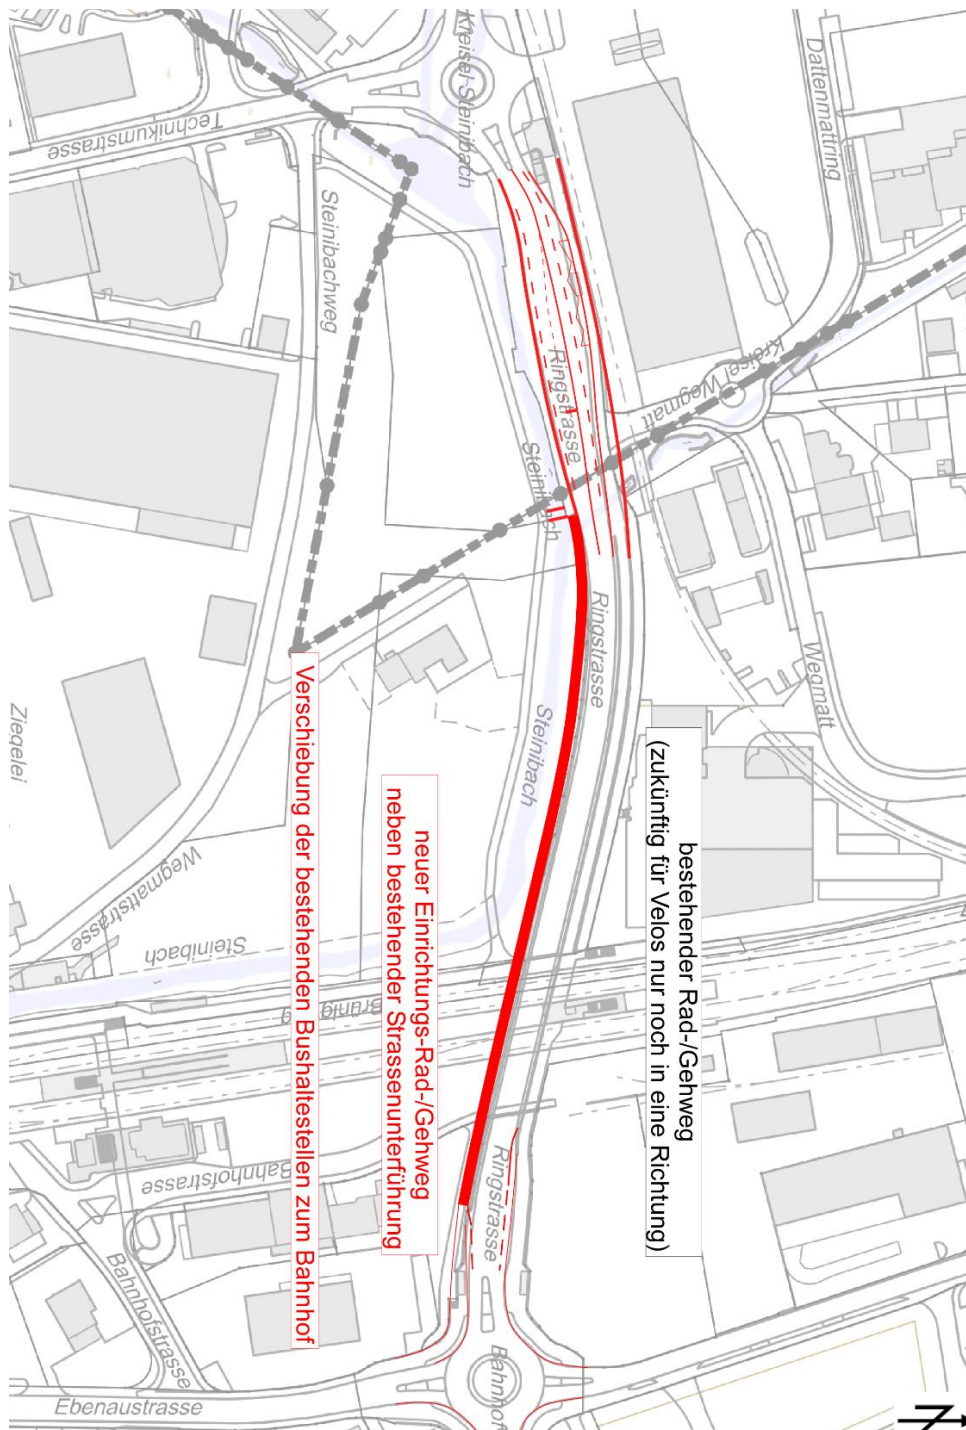 Kreisel Steinibach
Dattenmattring
Technikumstrasse
Steinibachweg
Ringstrasse
Kreisel Wegmatt
Steinibach
Ringstrasse
Wegmatt
Steinibach
Ziegelei
Wegmattstrasse
Steinibach
Brünig
bestehender Rad-/Gehweg
(zukünftig für Velos nur noch in eine Richtung)
neuer Einrichtungs-Rad-/Gehweg
neben bestehender Strassenunterführung
Verschiebung der bestehenden Bushaltestellen zum Bahnhof
Bahnhofstrasse
Ringstrasse
Bahnhofstrasse
Bahnhof
Ebenaustrasse